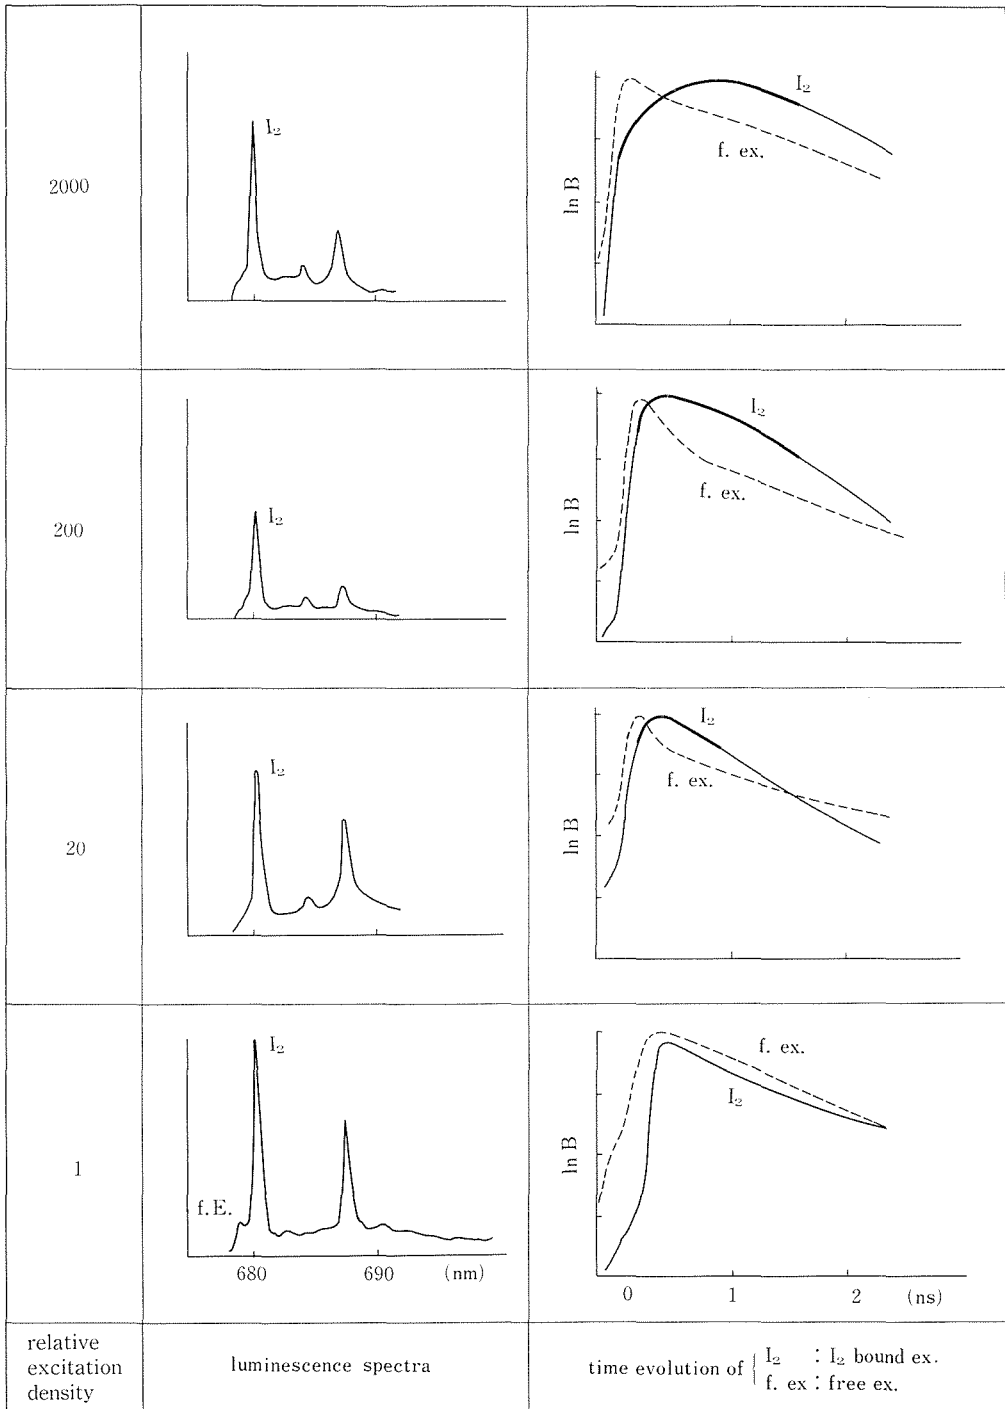 2000
I₂
ln B
I₂
f. ex.
200
I₂
ln B
I₂
f. ex.
20
I₂
ln B
I₂
f. ex.
1
f.E.
I₂
680 690 (nm)
ln B
f. ex.
I₂
0 1 2 (ns)
relative
excitation
density
luminescence spectra
time evolution of { I₂ : I₂ bound ex.
f. ex : free ex.